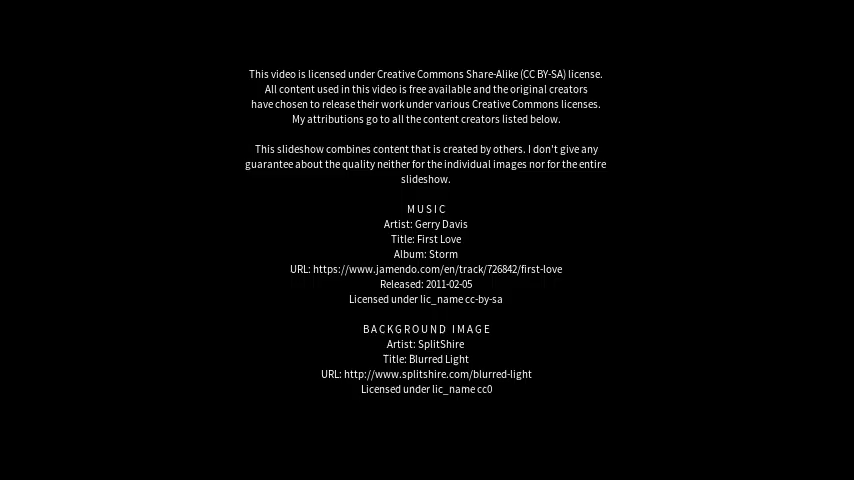 This video is licensed under Creative Commons Share-Alike (CC BY-SA) license.
All content used in this video is free available and the original creators
have chosen to release their work under various Creative Commons licenses.
My attributions go to all the content creators listed below.
This slideshow combines content that is created by others. I don't give any
guarantee about the quality neither for the individual images nor for the entire
slideshow.
MUSIC
Artist: Gerry Davis
Title: First Love
Album: Storm
URL: https://www.jamendo.com/en/track/726842/first-love
Released: 2011-02-05
Licensed under lic_name cc-by-sa
BACKGROUND IMAGE
Artist: SplitShire
Title: Blurred Light
URL: http://www.splitshire.com/blurred-light
Licensed under lic_name cc0